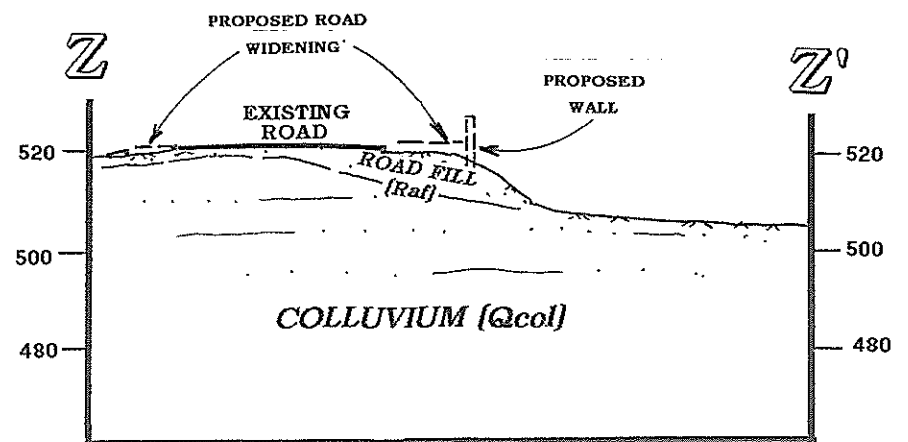 PROPOSED ROAD
WIDENING
Z
Z'
PROPOSED
WALL
EXISTING
ROAD
520
520
ROAD FILL
(Raf)
500
500
COLLUVIUM (Qcol)
480
480